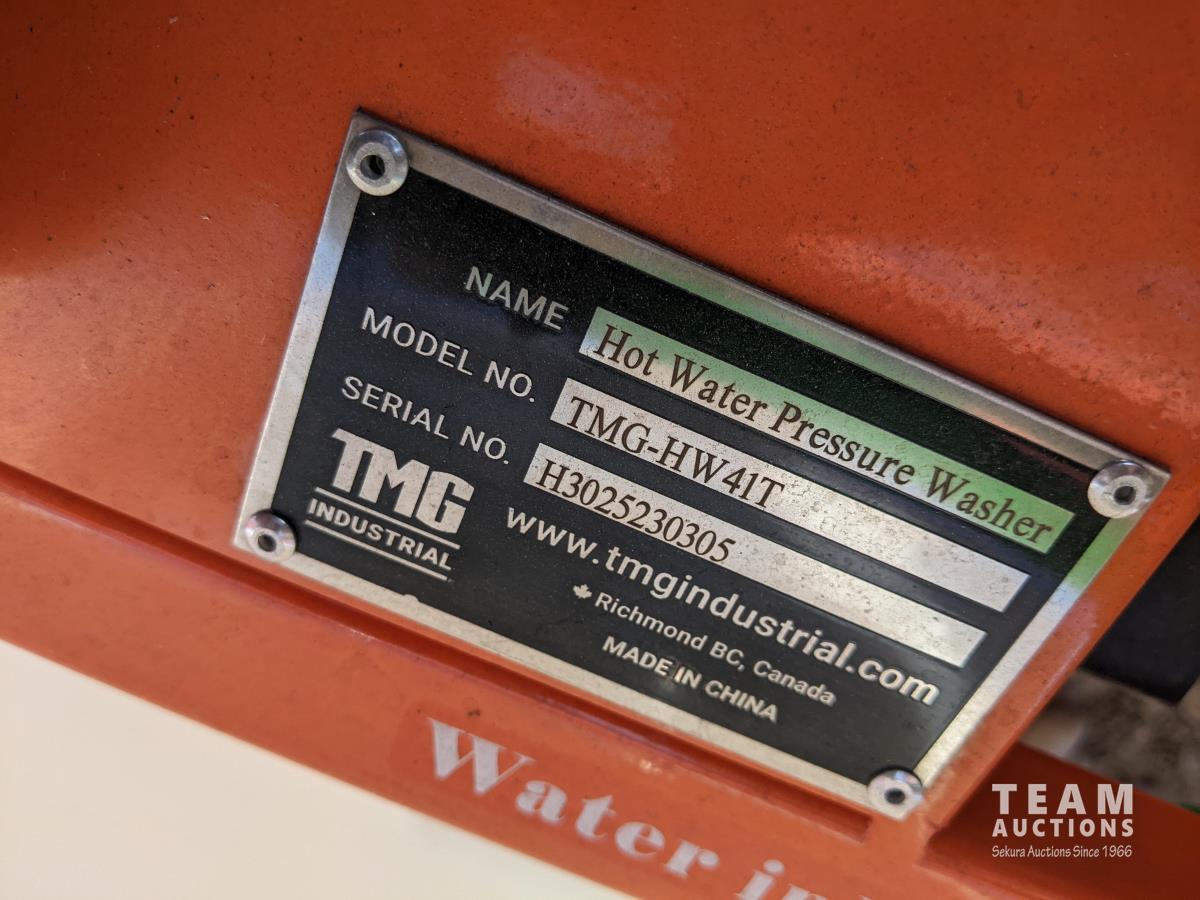 NAME Hot Water Pressure Washer
MODEL NO. TMG-HW41T
SERIAL NO. H3025230305
TMG
INDUSTRIAL
www.tmgindustrial.com
Richmond BC, Canada
MADE IN CHINA
Water
TEAM
AUCTIONS
Sekura Auctions Since 1966